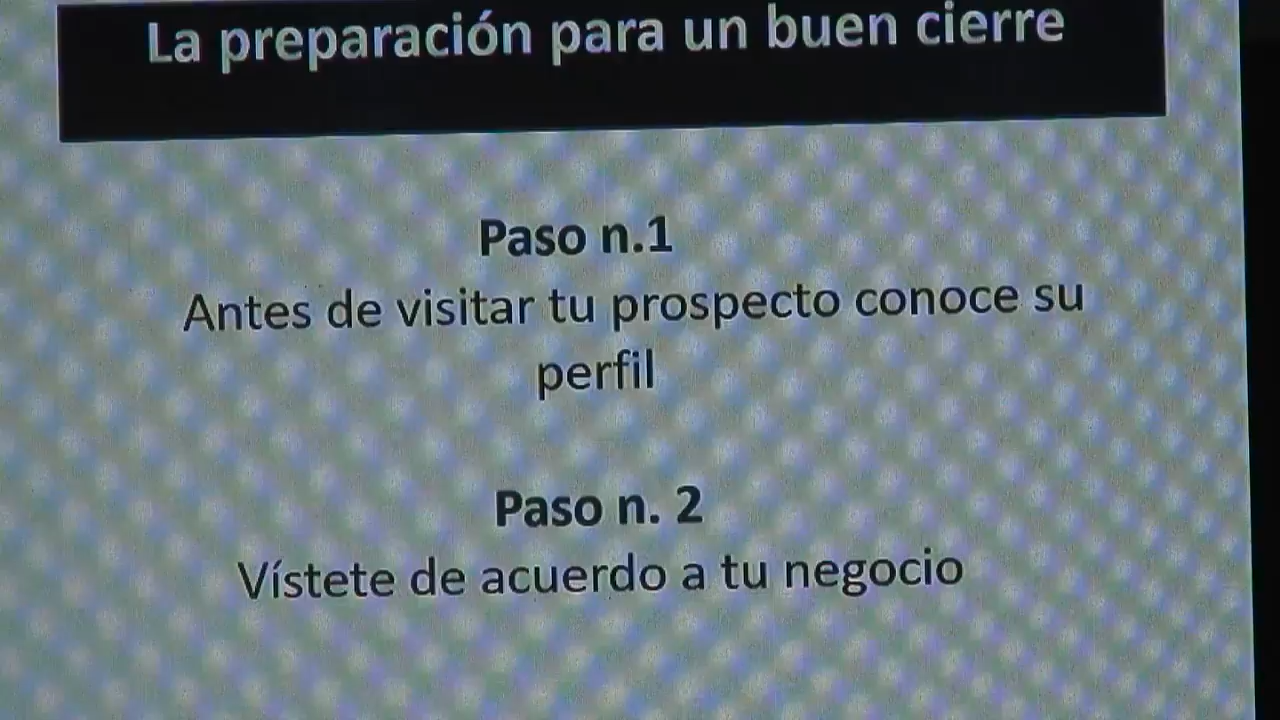 La preparación para un buen cierre
Paso n.1
Antes de visitar tu prospecto conoce su
perfil
Paso n. 2
Vístete de acuerdo a tu negocio